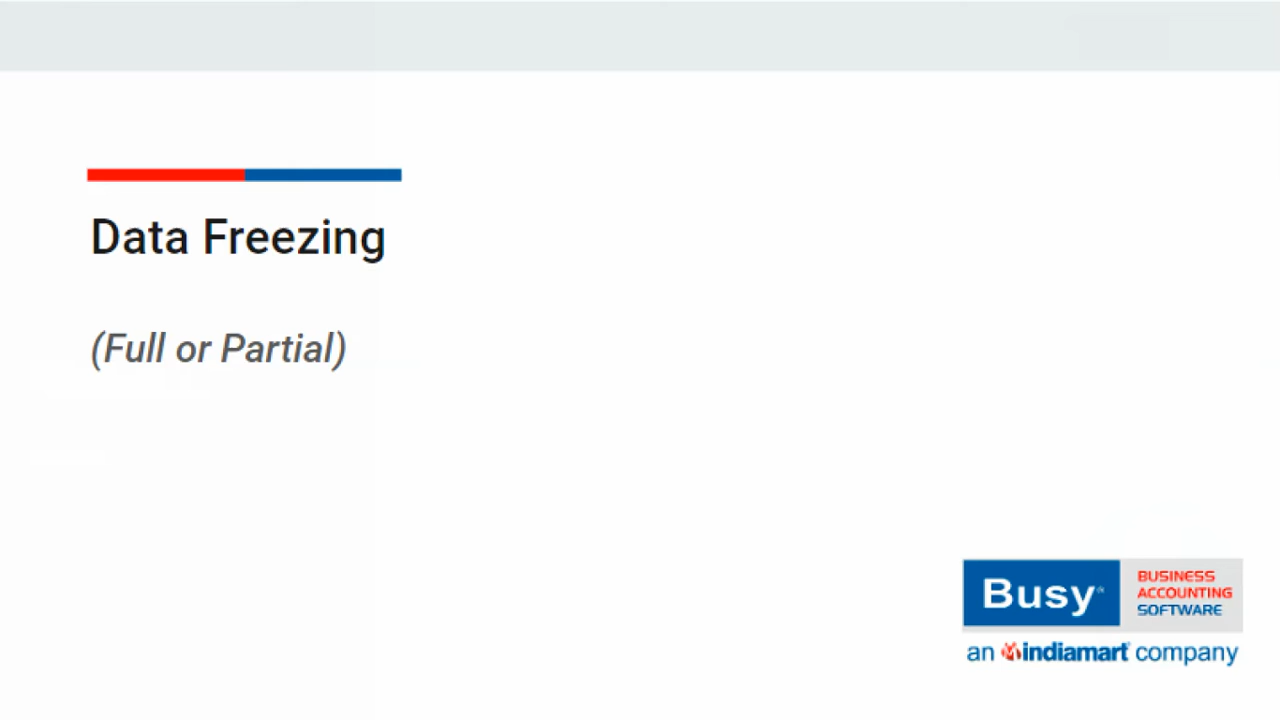 Data Freezing
(Full or Partial)
Busy
BUSINESS
ACCOUNTING
SOFTWARE
an indiamart company